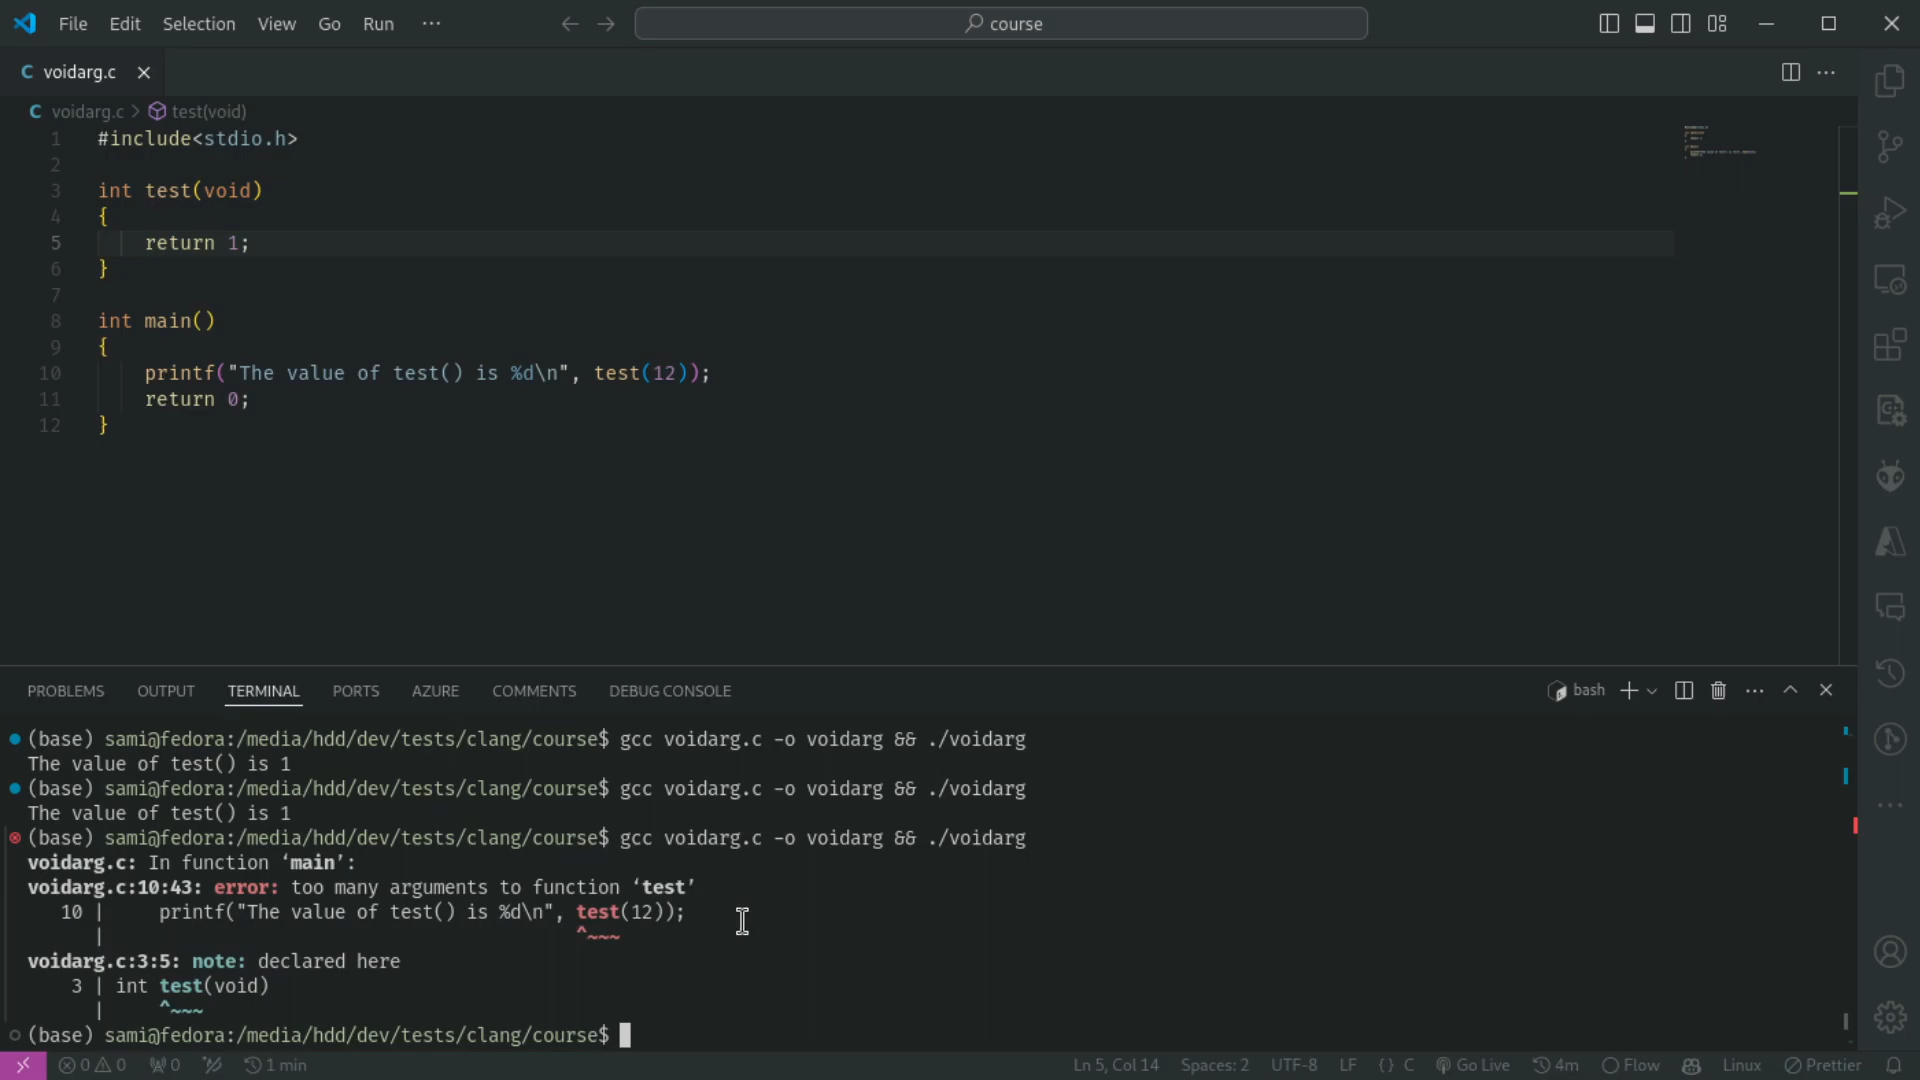 File Edit Selection View Go Run ··· course
C voidarg.c
C voidarg.c > test(void)
1 #include<stdio.h>
2
3 int test(void)
4 {
5 return 1;
6 }
7
8 int main()
9 {
10 printf("The value of test() is %d\n", test(12));
11 return 0;
12 }
PROBLEMS OUTPUT TERMINAL PORTS AZURE COMMENTS DEBUG CONSOLE bash
(base) sami@fedora:/media/hdd/dev/tests/clang/course$ gcc voidarg.c -o voidarg && ./voidarg
The value of test() is 1
(base) sami@fedora:/media/hdd/dev/tests/clang/course$ gcc voidarg.c -o voidarg && ./voidarg
The value of test() is 1
(base) sami@fedora:/media/hdd/dev/tests/clang/course$ gcc voidarg.c -o voidarg && ./voidarg
voidarg.c: In function ‘main’:
voidarg.c:10:43: error: too many arguments to function ‘test’
10 | printf("The value of test() is %d\n", test(12));
| ^~~~
voidarg.c:3:5: note: declared here
3 | int test(void)
| ^~~~
(base) sami@fedora:/media/hdd/dev/tests/clang/course$
0 0 0 1 min Ln 5, Col 14 Spaces: 2 UTF-8 LF {} C Go Live 4m Flow Linux Prettier